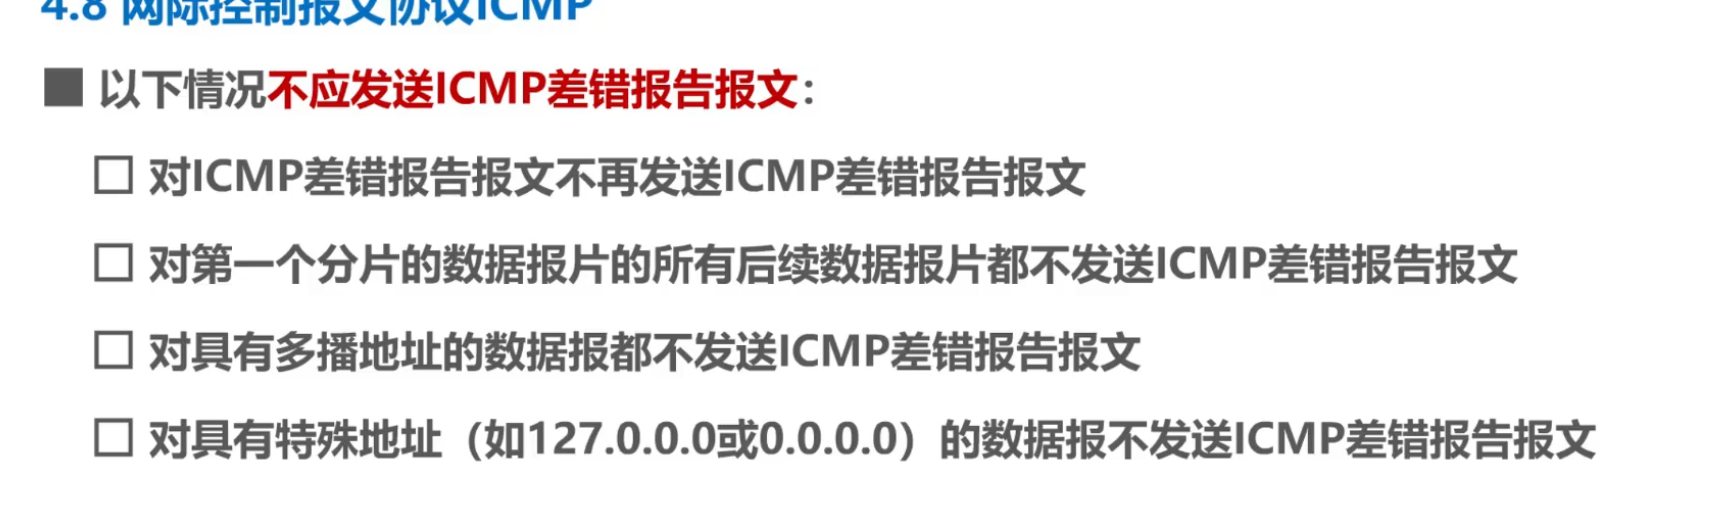 4.8 网际控制报文协议ICMP
以下情况不应发送ICMP差错报告报文：
对ICMP差错报告报文不再发送ICMP差错报告报文
对第一个分片的数据报片的所有后续数据报片都不发送ICMP差错报告报文
对具有多播地址的数据报都不发送ICMP差错报告报文
对具有特殊地址（如127.0.0.0或0.0.0.0）的数据报不发送ICMP差错报告报文